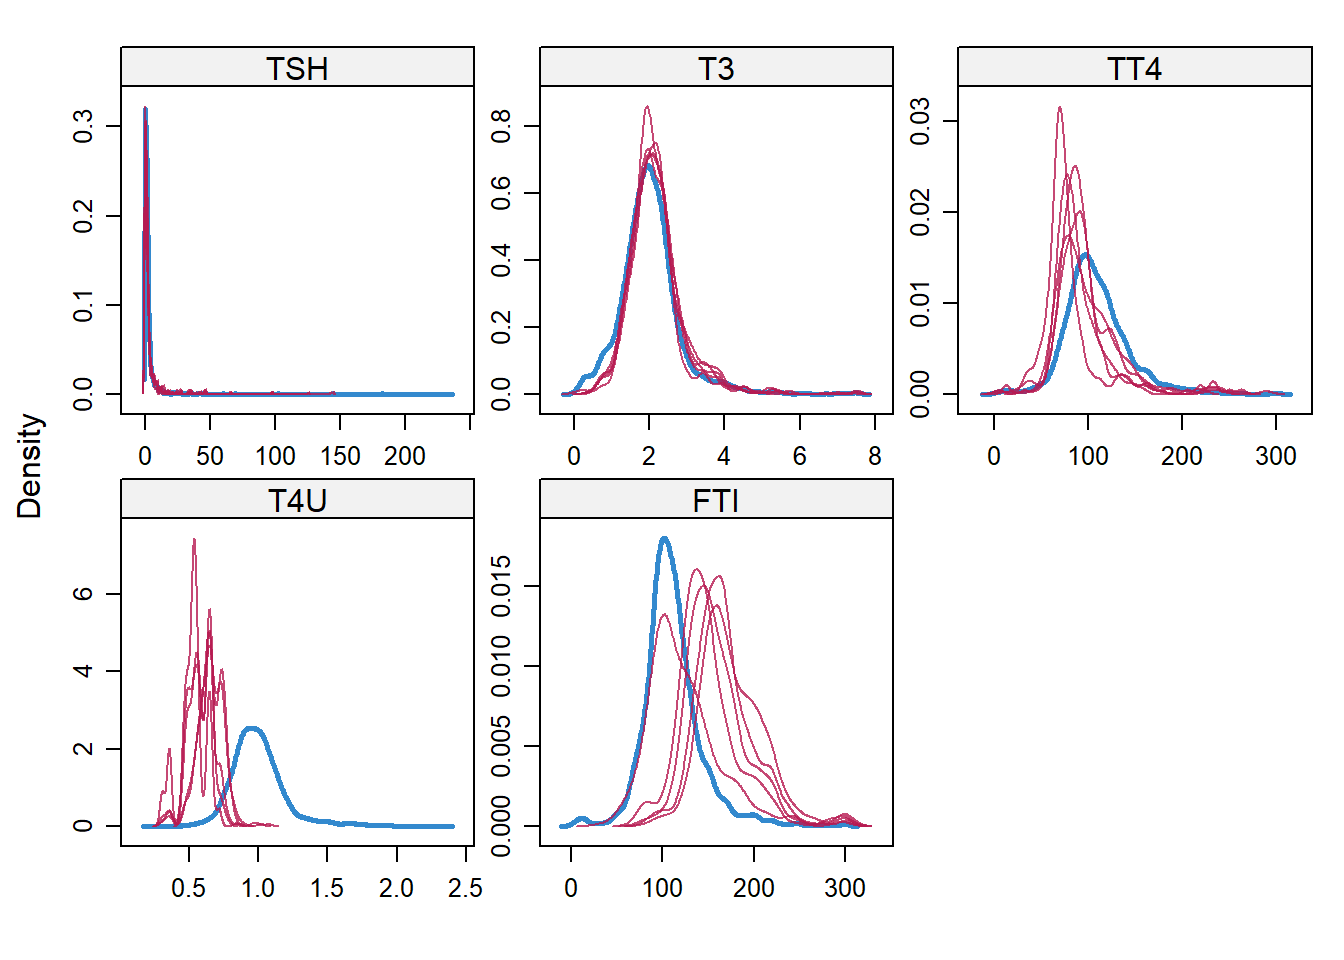 TSH
T3
TT4
0.0 0.1 0.2 0.3
0.0 0.2 0.4 0.6 0.8
0.00 0.01 0.02 0.03
0 50 100 150 200
0 2 4 6 8
0 100 200 300
Density
T4U
FTI
0 2 4 6
0.000 0.005 0.010 0.015
0.5 1.0 1.5 2.0 2.5
0 100 200 300